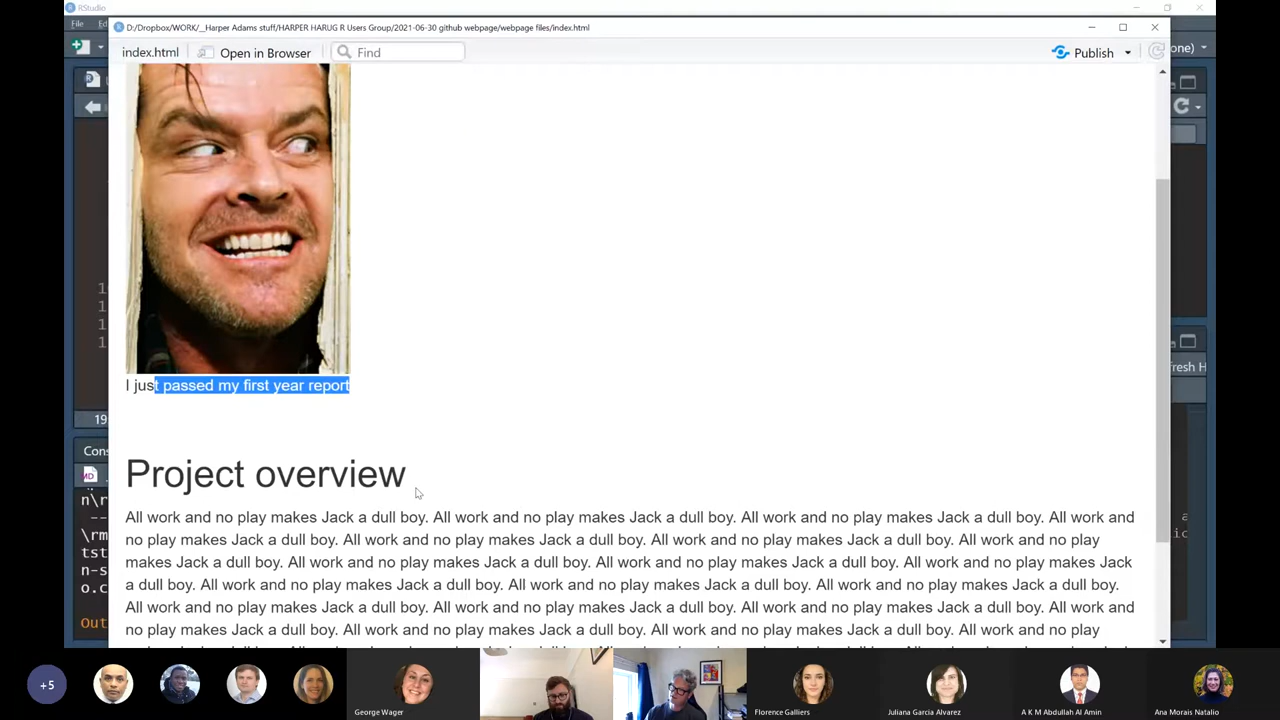 RStudio
D:/Dropbox/WORK/__Harper Adams stuff/HARPER HARUG R Users Group/2021-06-30 github webpage/webpage files/index.html
File
index.html
Open in Browser
Find
Publish
I just passed my first year report
Project overview
All work and no play makes Jack a dull boy. All work and no play makes Jack a dull boy. All work and no play makes Jack a dull boy. All work and
no play makes Jack a dull boy. All work and no play makes Jack a dull boy. All work and no play makes Jack a dull boy. All work and no play
makes Jack a dull boy. All work and no play makes Jack a dull boy. All work and no play makes Jack a dull boy. All work and no play makes Jack
a dull boy. All work and no play makes Jack a dull boy. All work and no play makes Jack a dull boy. All work and no play makes Jack a dull boy.
All work and no play makes Jack a dull boy. All work and no play makes Jack a dull boy. All work and no play makes Jack a dull boy. All work and
no play makes Jack a dull boy. All work and no play makes Jack a dull boy. All work and no play makes Jack a dull boy. All work and no play
+5
George Wager
Florence Galliers
Juliana Garcia Alvarez
A K M Abdullah Al Amin
Ana Morais Natalio